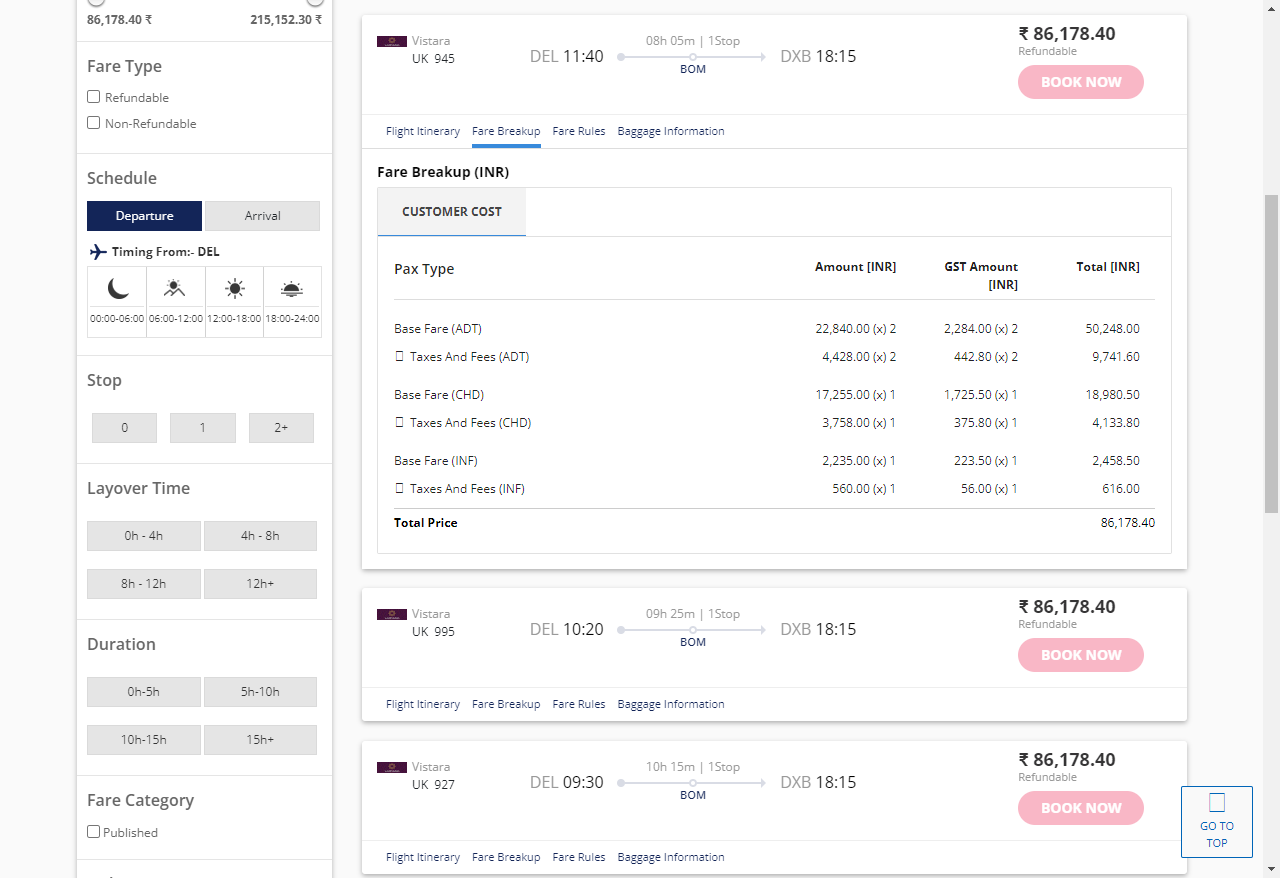 86,178.40 ₹ 215,152.30 ₹
Fare Type
Refundable
Non-Refundable
Schedule
Departure Arrival
Timing From:- DEL
00:00-06:00 06:00-12:00 12:00-18:00 18:00-24:00
Stop
0 1 2+
Layover Time
0h - 4h 4h - 8h
8h - 12h 12h+
Duration
0h-5h 5h-10h
10h-15h 15h+
Fare Category
Published
Vistara
UK 945
DEL 11:40
08h 05m | 1Stop
BOM
DXB 18:15
₹ 86,178.40
Refundable
BOOK NOW
Flight Itinerary Fare Breakup Fare Rules Baggage Information
Fare Breakup (INR)
CUSTOMER COST
Pax Type Amount [INR] GST Amount [INR] Total [INR]
Base Fare (ADT) 22,840.00 (x) 2 2,284.00 (x) 2 50,248.00
Taxes And Fees (ADT) 4,428.00 (x) 2 442.80 (x) 2 9,741.60
Base Fare (CHD) 17,255.00 (x) 1 1,725.50 (x) 1 18,980.50
Taxes And Fees (CHD) 3,758.00 (x) 1 375.80 (x) 1 4,133.80
Base Fare (INF) 2,235.00 (x) 1 223.50 (x) 1 2,458.50
Taxes And Fees (INF) 560.00 (x) 1 56.00 (x) 1 616.00
Total Price 86,178.40
Vistara
UK 995
DEL 10:20
09h 25m | 1Stop
BOM
DXB 18:15
₹ 86,178.40
Refundable
BOOK NOW
Flight Itinerary Fare Breakup Fare Rules Baggage Information
Vistara
UK 927
DEL 09:30
10h 15m | 1Stop
BOM
DXB 18:15
₹ 86,178.40
Refundable
BOOK NOW
Flight Itinerary Fare Breakup Fare Rules Baggage Information
GO TO
TOP